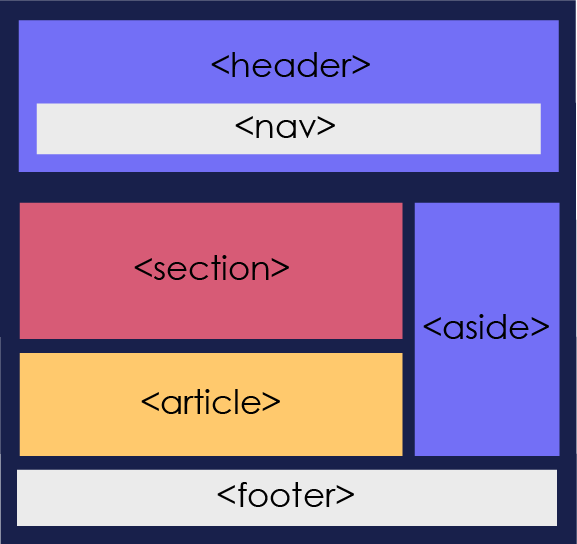 <header>
<nav>
<section>
<aside>
<article>
<footer>